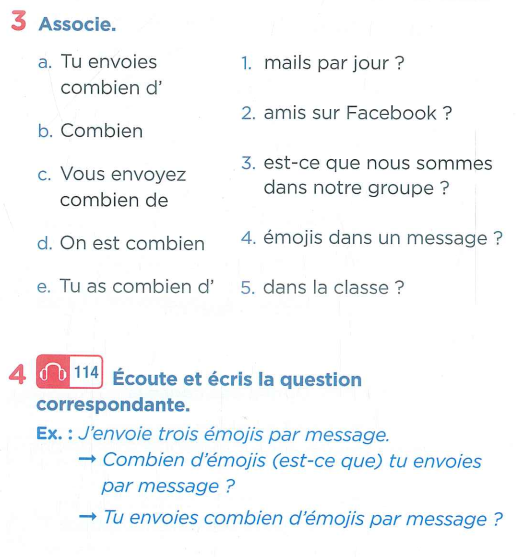 3 Associe.
a. Tu envoies
combien d'
b. Combien
c. Vous envoyez
combien de
d. On est combien
e. Tu as combien d'
1. mails par jour ?
2. amis sur Facebook ?
3. est-ce que nous sommes
dans notre groupe ?
4. émojis dans un message ?
5. dans la classe ?
4 114 Écoute et écris la question
correspondante.
Ex. : J'envoie trois émojis par message.
→ Combien d'émojis (est-ce que) tu envoies
par message ?
→ Tu envoies combien d'émojis par message ?